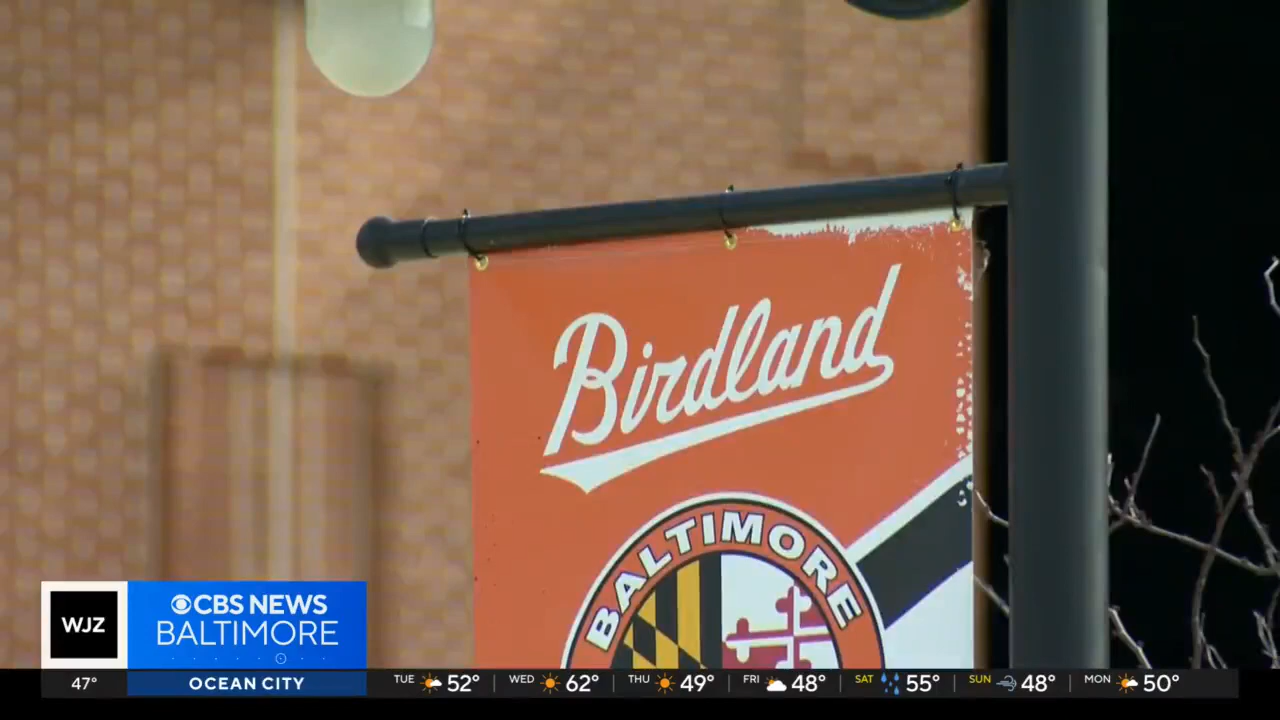 Birdland
BALTIMORE
WJZ
CBS NEWS
BALTIMORE
47° OCEAN CITY TUE 52° WED 62° THU 49° FRI 48° SAT 55° SUN 48° MON 50°